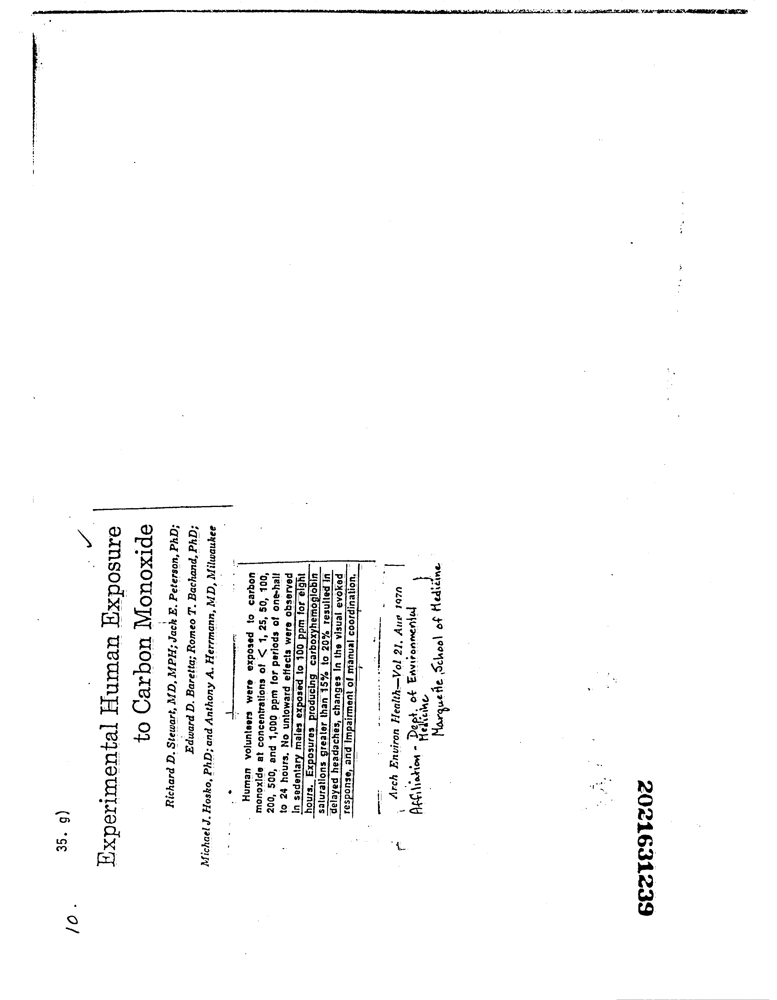 10.
35. g)
Experimental Human Exposure
to Carbon Monoxide
Richard D. Stewart, MD, MPH; Jack E. Peterson, PhD;
Edward D. Baretta; Romeo T. Bachand, PhD;
Michael J. Hosko, PhD; and Anthony A. Herrmann, MD, Milwaukee
Human volunteers were exposed to carbon
monoxide at concentrations of < 1, 25, 50, 100,
200, 500, and 1,000 ppm for periods of one-half
to 24 hours. No untoward effects were observed
in sedentary males exposed to 100 ppm for eight
hours. Exposures producing carboxyhemoglobin
saturations greater than 15% to 20% resulted in
delayed headaches, changes in the visual evoked
response, and impairment of manual coordination.
Arch Environ Health—Vol 21, Aug 1970
Affiliation - Dept. of Environmental
Medicine
Marquette School of Medicine
2021631239